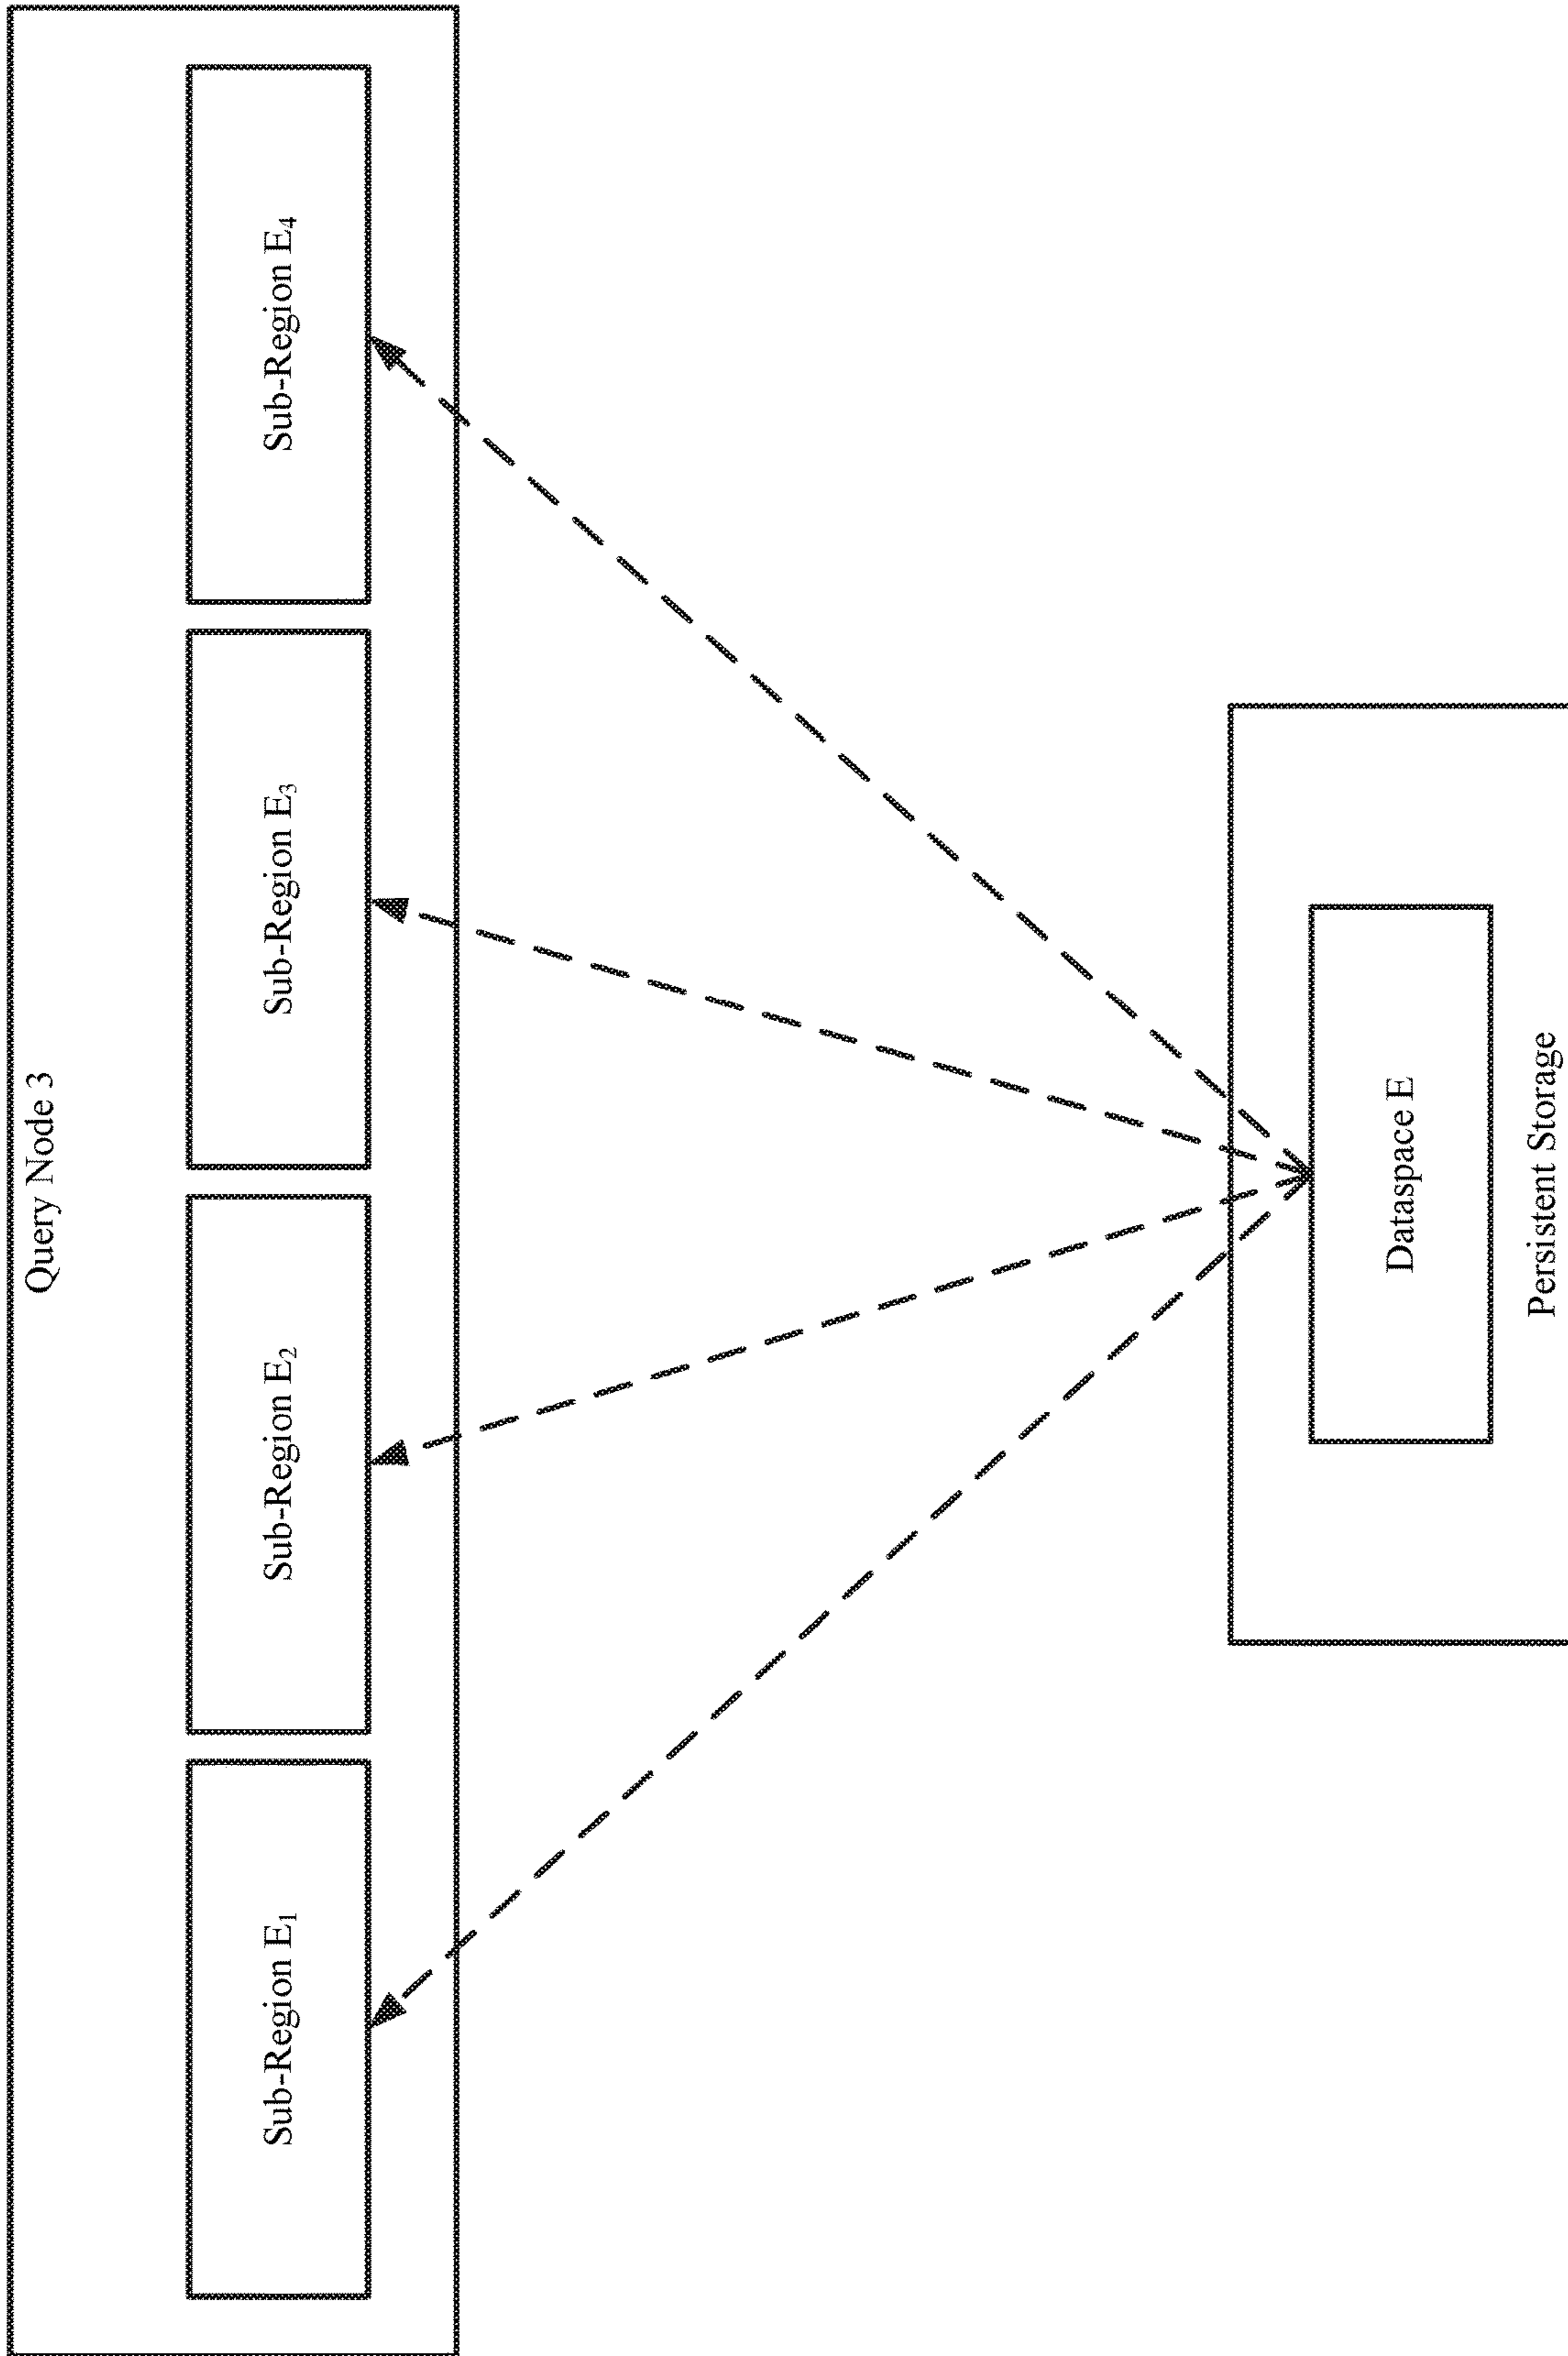 Query Node 3
Sub-Region E₁
Sub-Region E₂
Sub-Region E₃
Sub-Region E₄
Dataspace E
Persistent Storage